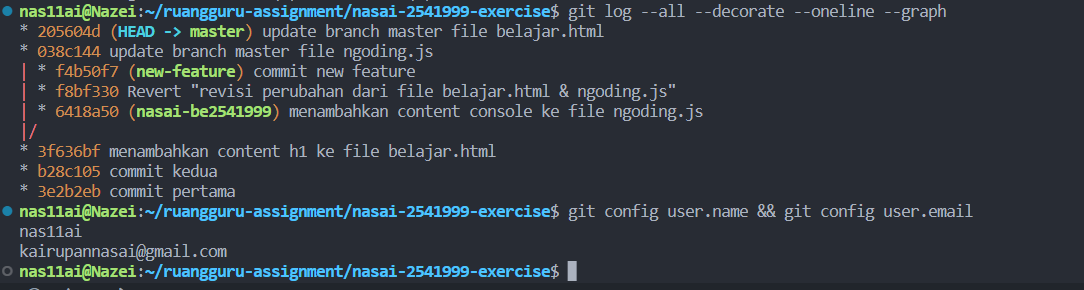 nas11ai@Nazei:~/ruangguru-assignment/nasai-2541999-exercise$ git log --all --decorate --oneline --graph
* 205604d (HEAD -> master) update branch master file belajar.html
* 038c144 update branch master file ngoding.js
| * f4b50f7 (new-feature) commit new feature
| * f8bf330 Revert "revisi perubahan dari file belajar.html & ngoding.js"
| * 6418a50 (nasai-be2541999) menambahkan content console ke file ngoding.js
|/
* 3f636bf menambahkan content h1 ke file belajar.html
* b28c105 commit kedua
* 3e2b2eb commit pertama
nas11ai@Nazei:~/ruangguru-assignment/nasai-2541999-exercise$ git config user.name && git config user.email
nas11ai
kairupannasai@gmail.com
nas11ai@Nazei:~/ruangguru-assignment/nasai-2541999-exercise$